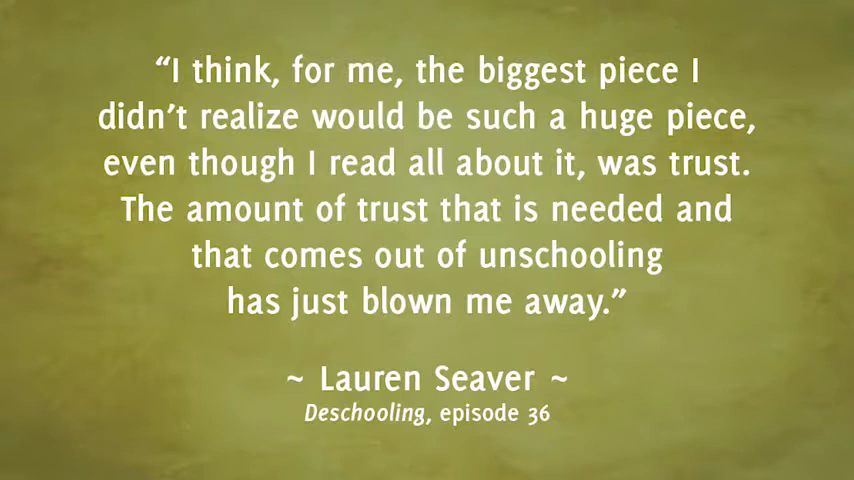 “I think, for me, the biggest piece I
didn’t realize would be such a huge piece,
even though I read all about it, was trust.
The amount of trust that is needed and
that comes out of unschooling
has just blown me away.”
~ Lauren Seaver ~
Deschooling, episode 36